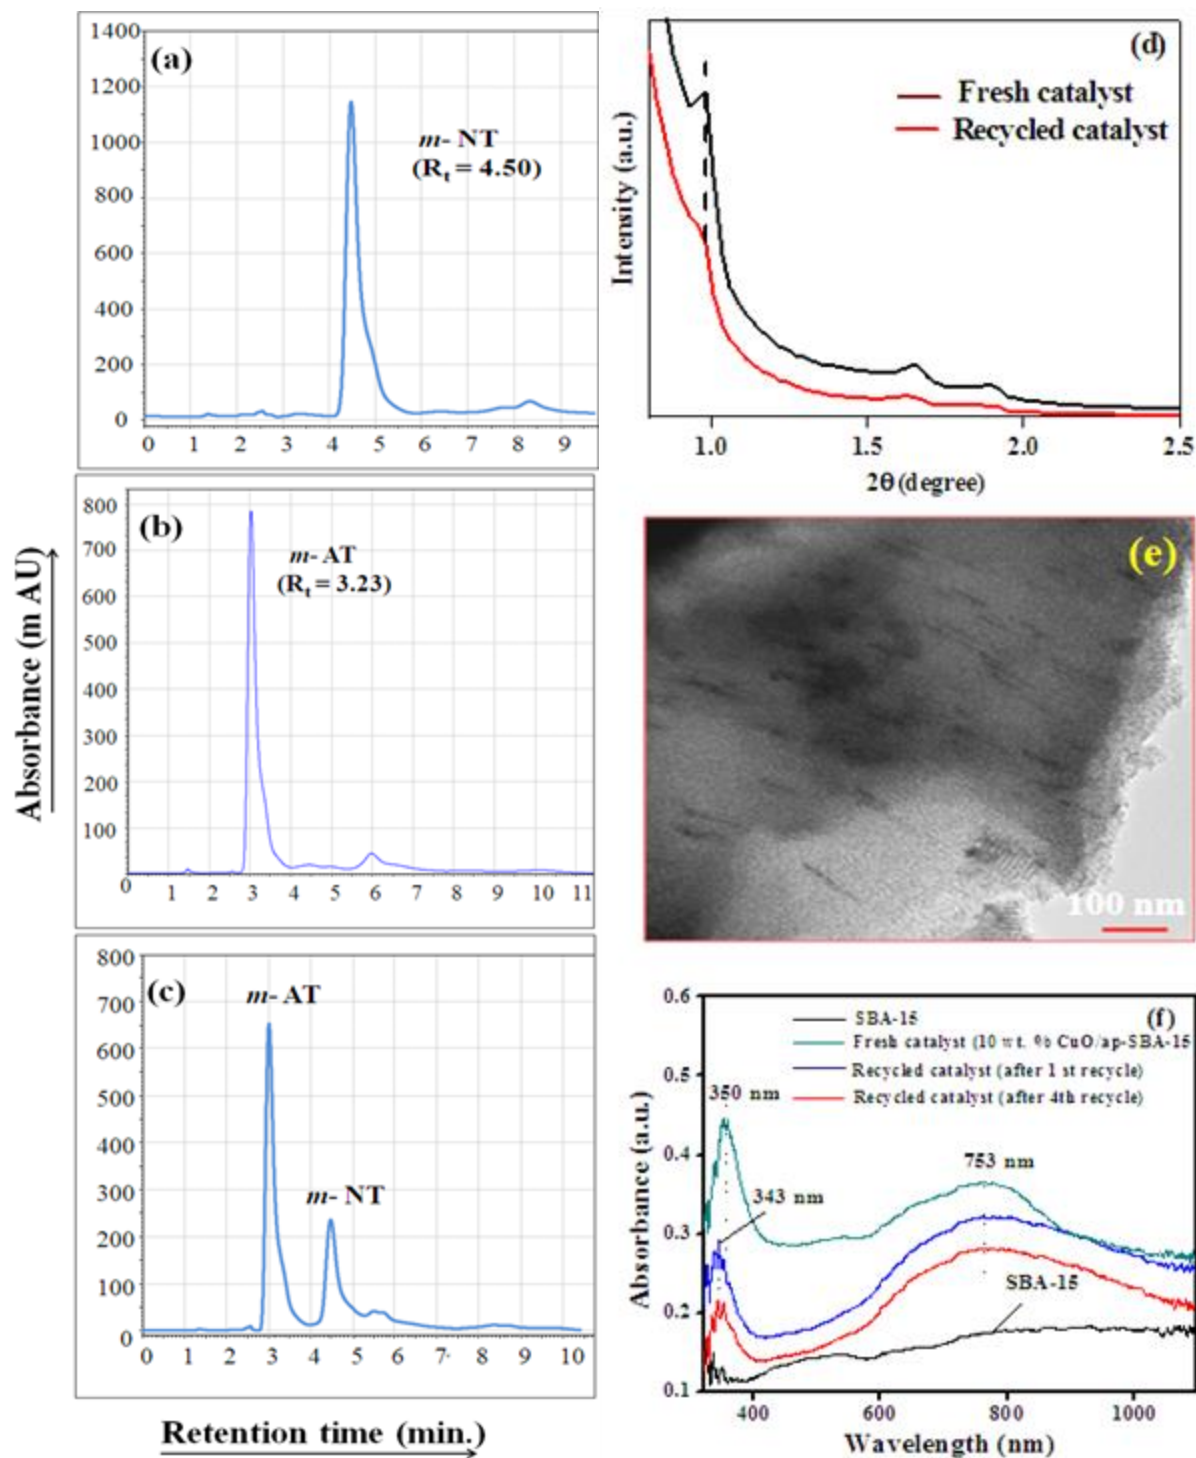 Absorbance (m AU)
(a)
1400
1200
1000
800
600
400
200
0
m- NT
(Rt = 4.50)
0 1 2 3 4 5 6 7 8 9
(b)
800
700
600
500
400
300
200
100
0
m- AT
(Rt = 3.23)
1 2 3 4 5 6 7 8 9 10 11
(c)
800
700
600
500
400
300
200
100
0
m- AT
m- NT
0 1 2 3 4 5 6 7 8 9 10
Retention time (min.)
(d)
Fresh catalyst
Recycled catalyst
Intensity (a.u.)
1.0 1.5 2.0 2.5
2θ (degree)
(e)
100 nm
(f)
SBA-15
Fresh catalyst (10 wt. % CuO/ap-SBA-15
Recycled catalyst (after 1 st recycle)
Recycled catalyst (after 4th recycle)
0.6
0.5
0.4
0.3
0.2
0.1
350 nm
343 nm
753 nm
SBA-15
Absorbance (a.u.)
400 600 800 1000
Wavelength (nm)